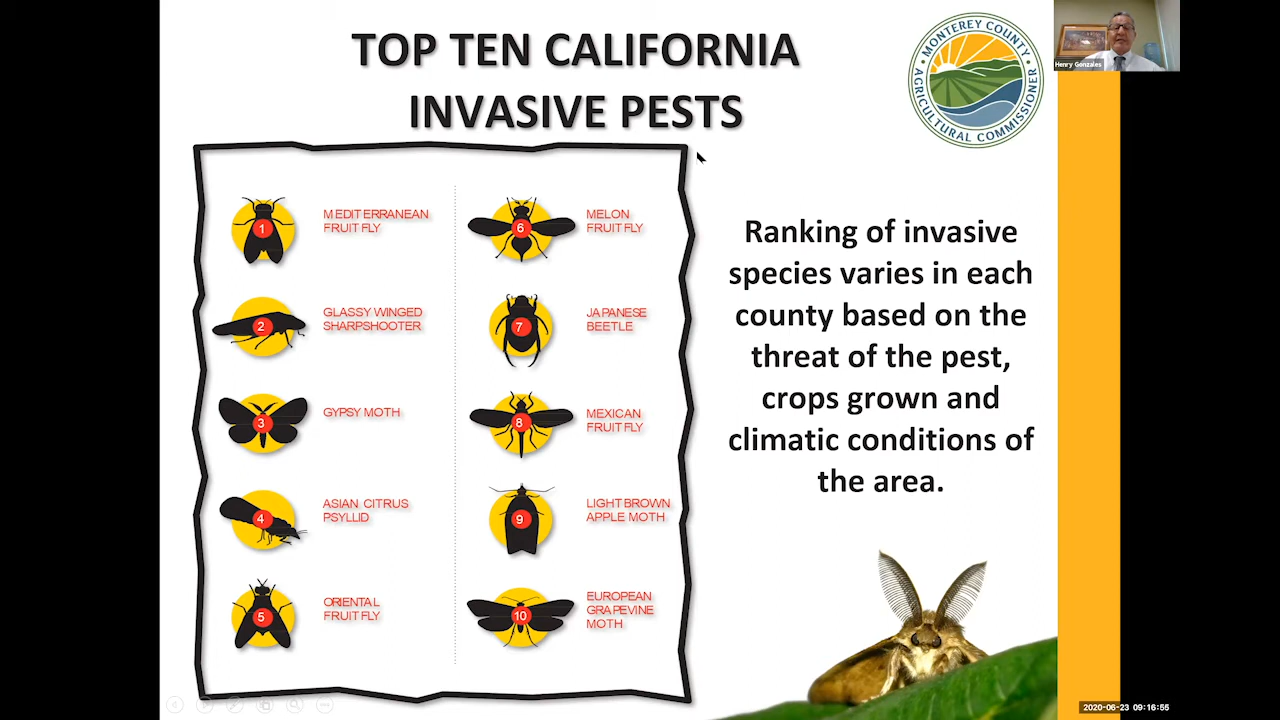 TOP TEN CALIFORNIA
INVASIVE PESTS
MONTEREY COUNTY
AGRICULTURAL COMMISSIONER
Henry Gonzales
1
MEDITERRANEAN
FRUIT FLY
2
GLASSY WINGED
SHARPSHOOTER
3
GYPSY MOTH
4
ASIAN CITRUS
PSYLLID
5
ORIENTAL
FRUIT FLY
6
MELON
FRUIT FLY
7
JAPANESE
BEETLE
8
MEXICAN
FRUIT FLY
9
LIGHT BROWN
APPLE MOTH
10
EUROPEAN
GRAPEVINE
MOTH
Ranking of invasive
species varies in each
county based on the
threat of the pest,
crops grown and
climatic conditions of
the area.
2020-06-23 09:16:55